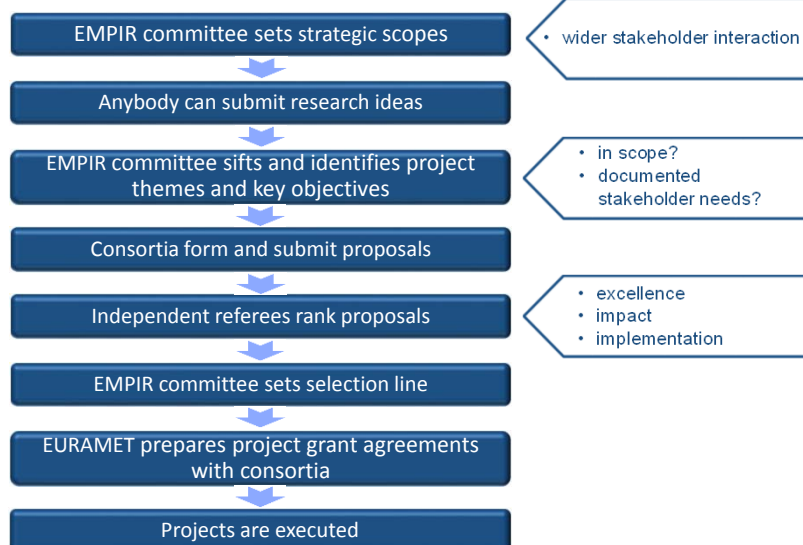 EMPIR committee sets strategic scopes
• wider stakeholder interaction
Anybody can submit research ideas
EMPIR committee sifts and identifies project
themes and key objectives
• in scope?
• documented
stakeholder needs?
Consortia form and submit proposals
Independent referees rank proposals
• excellence
• impact
• implementation
EMPIR committee sets selection line
EURAMET prepares project grant agreements
with consortia
Projects are executed